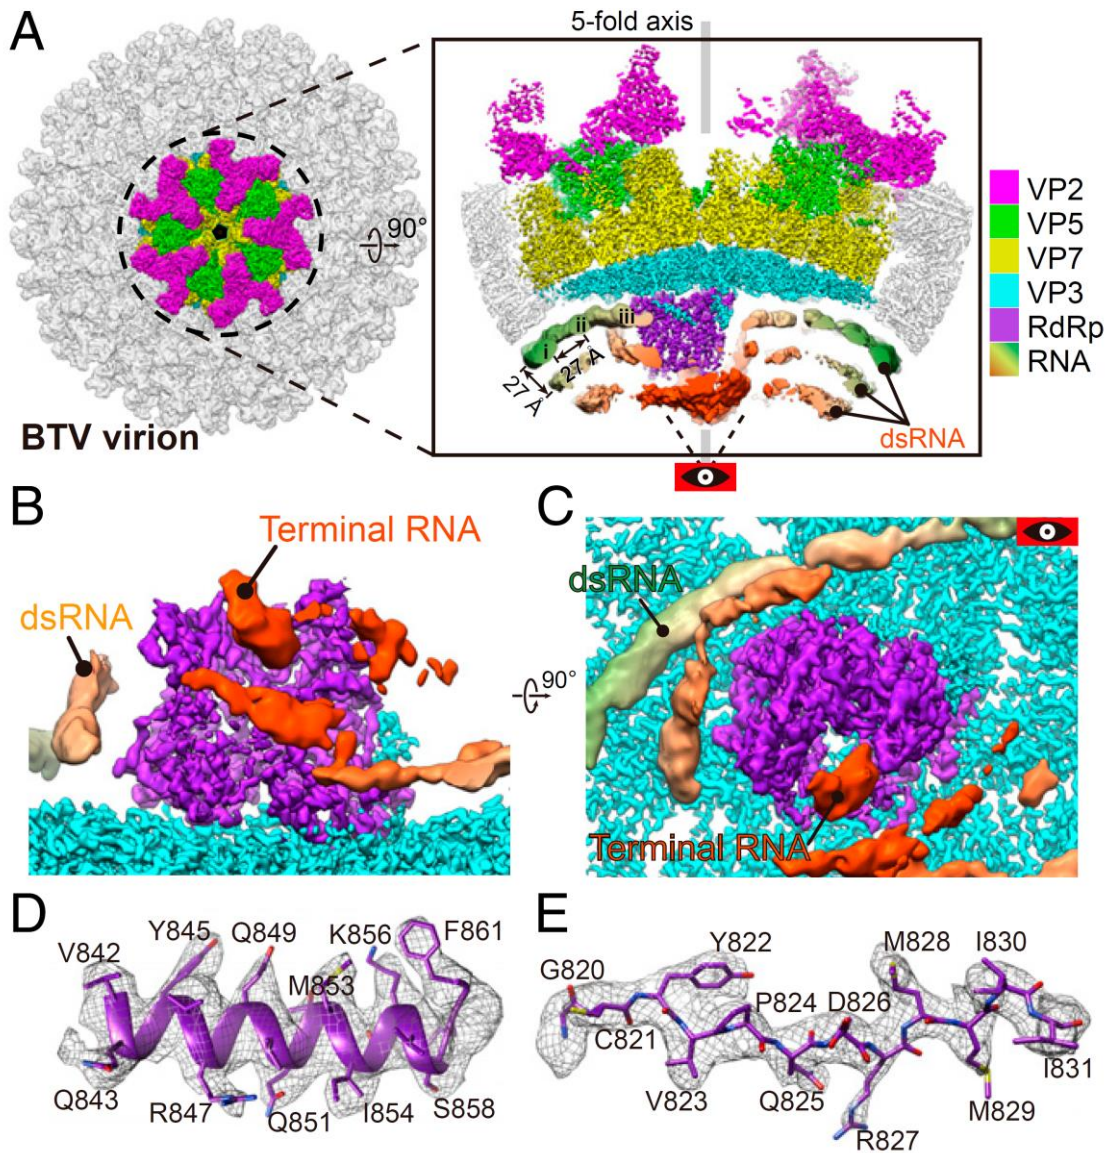 A
5-fold axis
90°
BTV virion
i
ii
iii
27 Å
27 Å
dsRNA
VP2
VP5
VP7
VP3
RdRp
RNA
B
Terminal RNA
dsRNA
90°
C
dsRNA
Terminal RNA
D
V842
Y845
Q849
K856
F861
M853
Q843
R847
Q851
I854
S858
E
G820
Y822
M828
I830
P824
D826
C821
V823
Q825
R827
M829
I831